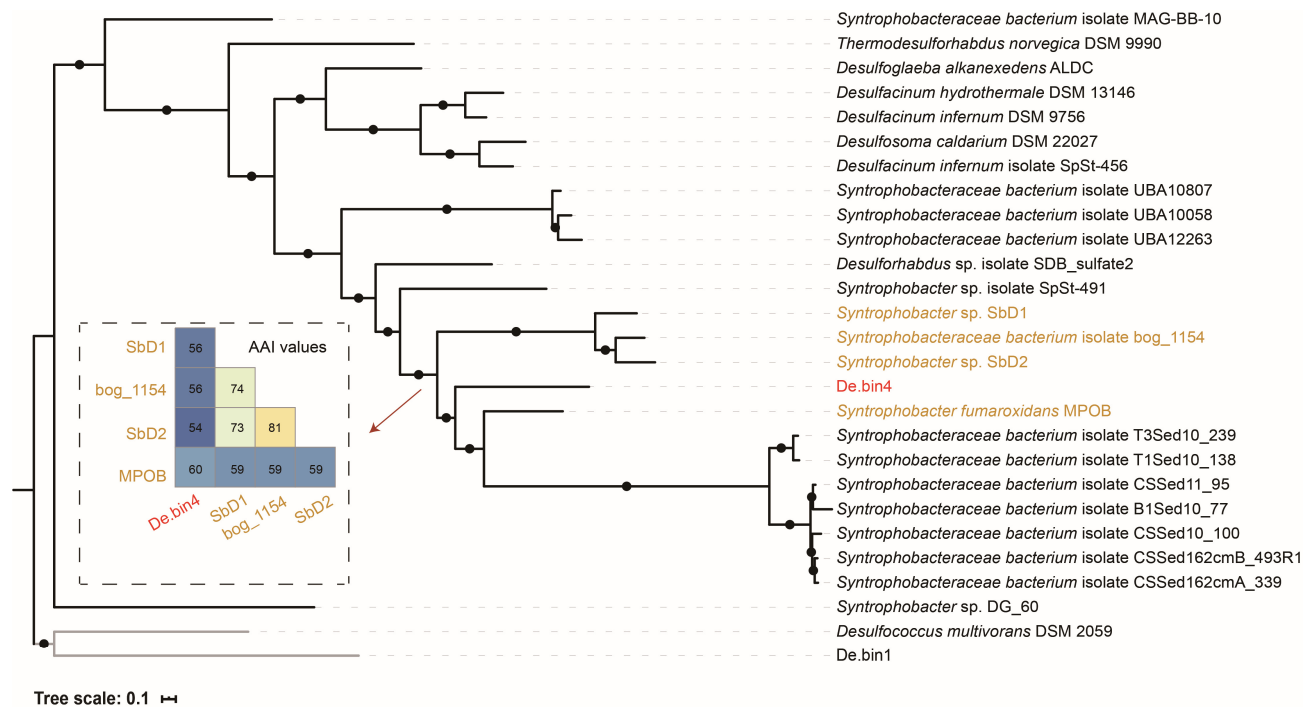 Syntrophobacteraceae bacterium isolate MAG-BB-10
Thermodesulforhabdus norvegica DSM 9990
Desulfoglaeba alkanexedens ALDC
Desulfacinum hydrothermale DSM 13146
Desulfacinum infernum DSM 9756
Desulfosoma caldarium DSM 22027
Desulfacinum infernum isolate SpSt-456
Syntrophobacteraceae bacterium isolate UBA10807
Syntrophobacteraceae bacterium isolate UBA10058
Syntrophobacteraceae bacterium isolate UBA12263
Desulforhabdus sp. isolate SDB_sulfate2
Syntrophobacter sp. isolate SpSt-491
Syntrophobacter sp. SbD1
Syntrophobacteraceae bacterium isolate bog_1154
Syntrophobacter sp. SbD2
De.bin4
Syntrophobacter fumaroxidans MPOB
Syntrophobacteraceae bacterium isolate T3Sed10_239
Syntrophobacteraceae bacterium isolate T1Sed10_138
Syntrophobacteraceae bacterium isolate CSSed11_95
Syntrophobacteraceae bacterium isolate B1Sed10_77
Syntrophobacteraceae bacterium isolate CSSed10_100
Syntrophobacteraceae bacterium isolate CSSed162cmB_493R1
Syntrophobacteraceae bacterium isolate CSSed162cmA_339
Syntrophobacter sp. DG_60
Desulfococcus multivorans DSM 2059
De.bin1
AAI values
SbD1 56
bog_1154 56 74
SbD2 54 73 81
MPOB 60 59 59 59
De.bin4 SbD1 bog_1154 SbD2
Tree scale: 0.1